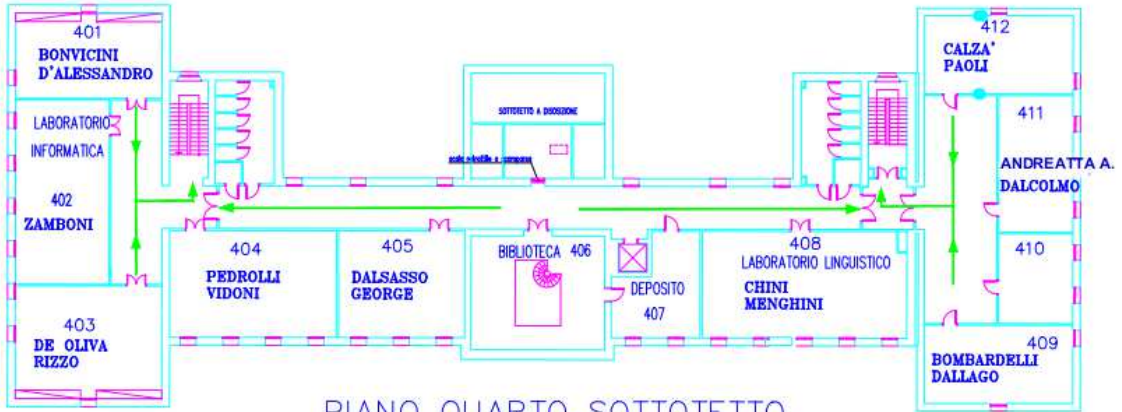 401
BONVICINI
D'ALESSANDRO
LABORATORIO
INFORMATICA
402
ZAMBONI
403
DE OLIVA
RIZZO
404
PEDROLLI
VIDONI
405
DALSASSO
GEORGE
SOTTOTETTO A DISPOSIZIONE
BIBLIOTECA 406
DEPOSITO
407
408
LABORATORIO LINGUISTICO
CHINI
MENGHINI
412
CALZA'
PAOLI
411
ANDREATTA A.
DALCOLMO
410
409
BOMBARDELLI
DALLAGO
PIANO QUARTO SOTTOTETTO